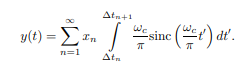 y(t) = \sum_{n=1}^{\infty} x_n \int_{\Delta t_n}^{\Delta t_{n+1}} \frac{\omega_c}{\pi} \text{sinc} \left( \frac{\omega_c}{\pi} t' \right) dt'.